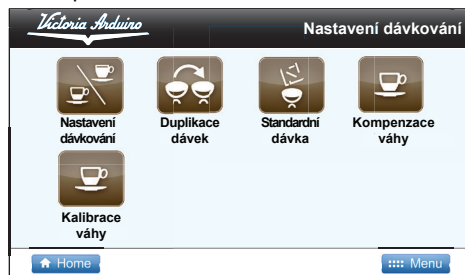 Victoria Arduino
Nastavení dávkování
Nastavení
dávkování
Duplikace
dávek
Standardní
dávka
Kompenzace
váhy
Kalibrace
váhy
Home
Menu